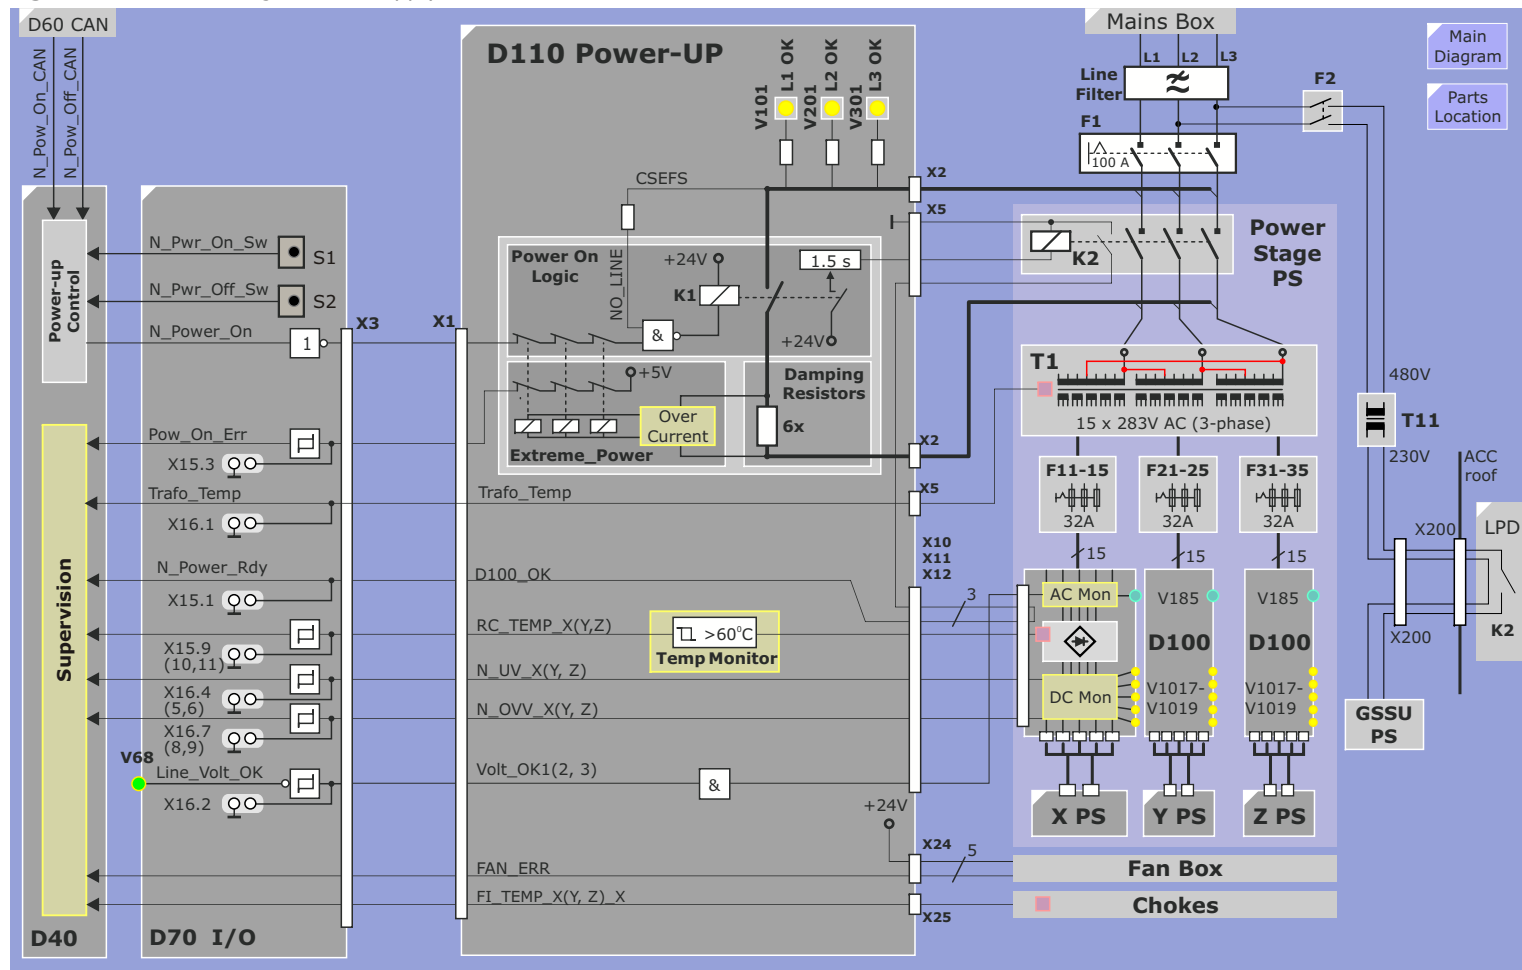 D60 CAN
N_Pow_On_CAN
N_Pow_Off_CAN
D110 Power-UP
V101
L1 OK
V201
L2 OK
V301
L3 OK
Mains Box
L1
L2
L3
Line
Filter
F1
100 A
F2
Main
Diagram
Parts
Location
Power-up
Control
N_Pwr_On_Sw
S1
N_Pwr_Off_Sw
S2
N_Power_On
1
X3
X1
CSEFS
NO_LINE
Power On
Logic
+24V
K1
1.5 s
+24V
&
X2
X5
K2
Power
Stage
PS
+5V
Over
Current
Extreme_Power
Damping
Resistors
6x
T1
15 x 283V AC (3-phase)
480V
T11
230V
Pow_On_Err
X15.3
X2
Trafo_Temp
X16.1
Trafo_Temp
X5
F11-15
32A
F21-25
32A
F31-35
32A
15
15
15
ACC
roof
X200
LPD
K2
X200
GSSU
PS
Supervision
N_Power_Rdy
X15.1
D100_OK
X10
X11
X12
3
X15.9
(10,11)
RC_TEMP_X(Y,Z)
>60⁰C
Temp Monitor
X16.4
(5,6)
N_UV_X(Y, Z)
X16.7
(8,9)
N_OVV_X(Y, Z)
AC Mon
DC Mon
V185
D100
V1017-
V1019
V185
D100
V1017-
V1019
V68
Line_Volt_OK
X16.2
Volt_OK1(2, 3)
&
+24V
X PS
Y PS
Z PS
FAN_ERR
X24
5
Fan Box
FI_TEMP_X(Y, Z)_X
X25
Chokes
D40
D70 I/O